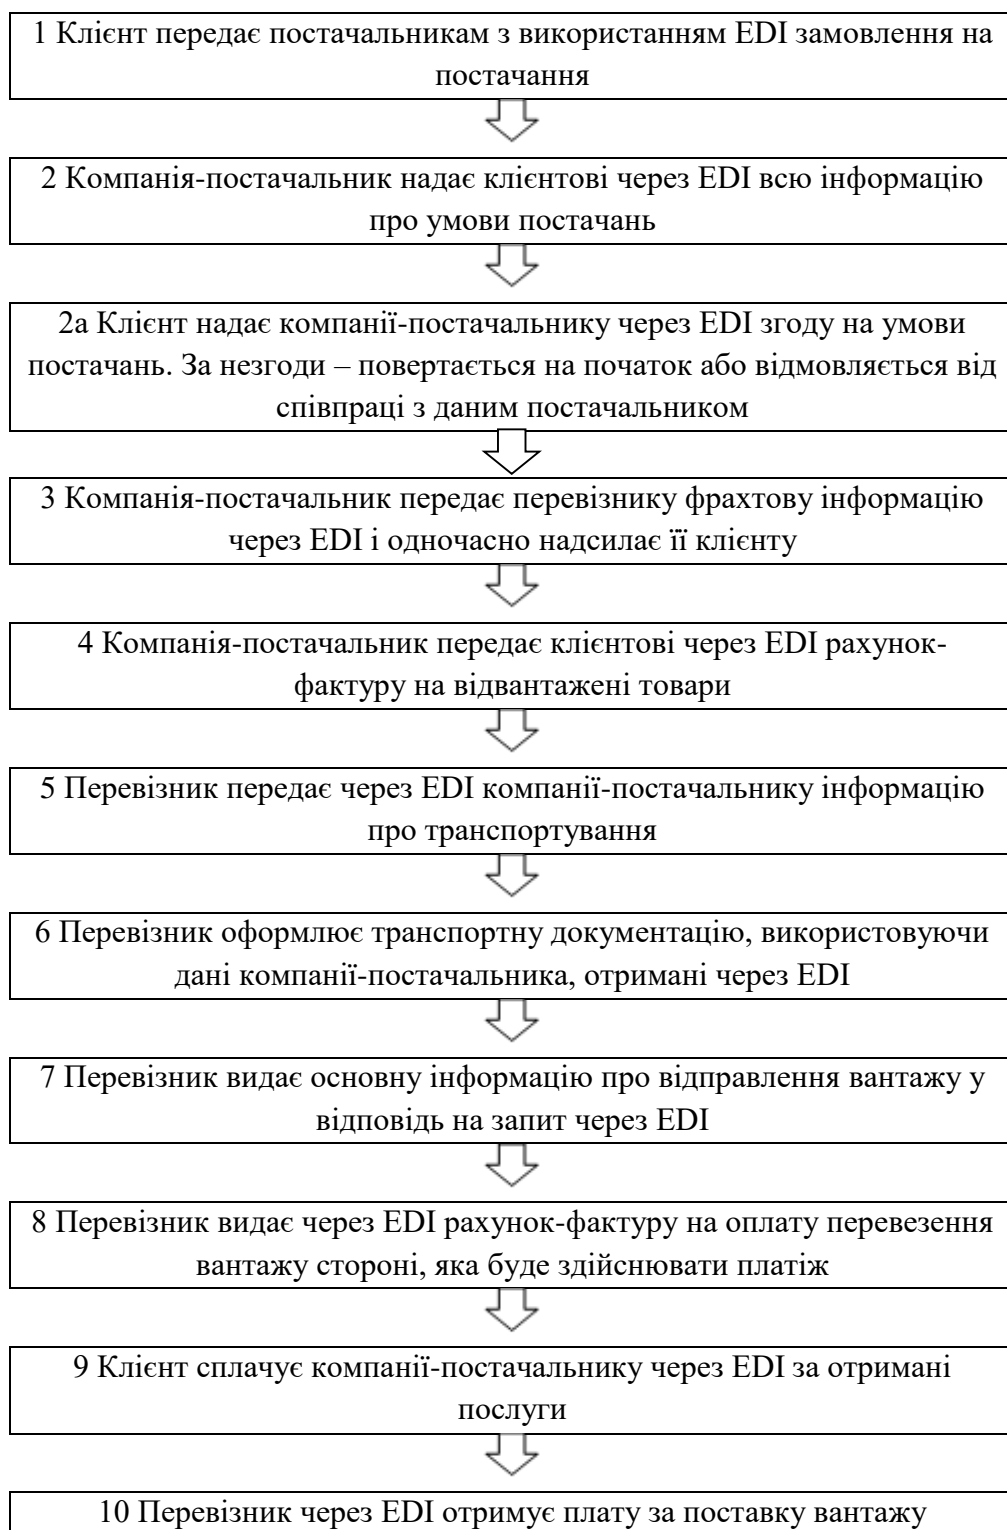 1 Клієнт передає постачальникам з використанням EDI замовлення на
постачання
2 Компанія-постачальник надає клієнтові через EDI всю інформацію
про умови постачань
2а Клієнт надає компанії-постачальнику через EDI згоду на умови
постачань. За незгоди – повертається на початок або відмовляється від
співпраці з даним постачальником
3 Компанія-постачальник передає перевізнику фрахтову інформацію
через EDI і одночасно надсилає її клієнту
4 Компанія-постачальник передає клієнтові через EDI рахунок-
фактуру на відвантажені товари
5 Перевізник передає через EDI компанії-постачальнику інформацію
про транспортування
6 Перевізник оформлює транспортну документацію, використовуючи
дані компанії-постачальника, отримані через EDI
7 Перевізник видає основну інформацію про відправлення вантажу у
відповідь на запит через EDI
8 Перевізник видає через EDI рахунок-фактуру на оплату перевезення
вантажу стороні, яка буде здійснювати платіж
9 Клієнт сплачує компанії-постачальнику через EDI за отримані
послуги
10 Перевізник через EDI отримує плату за поставку вантажу